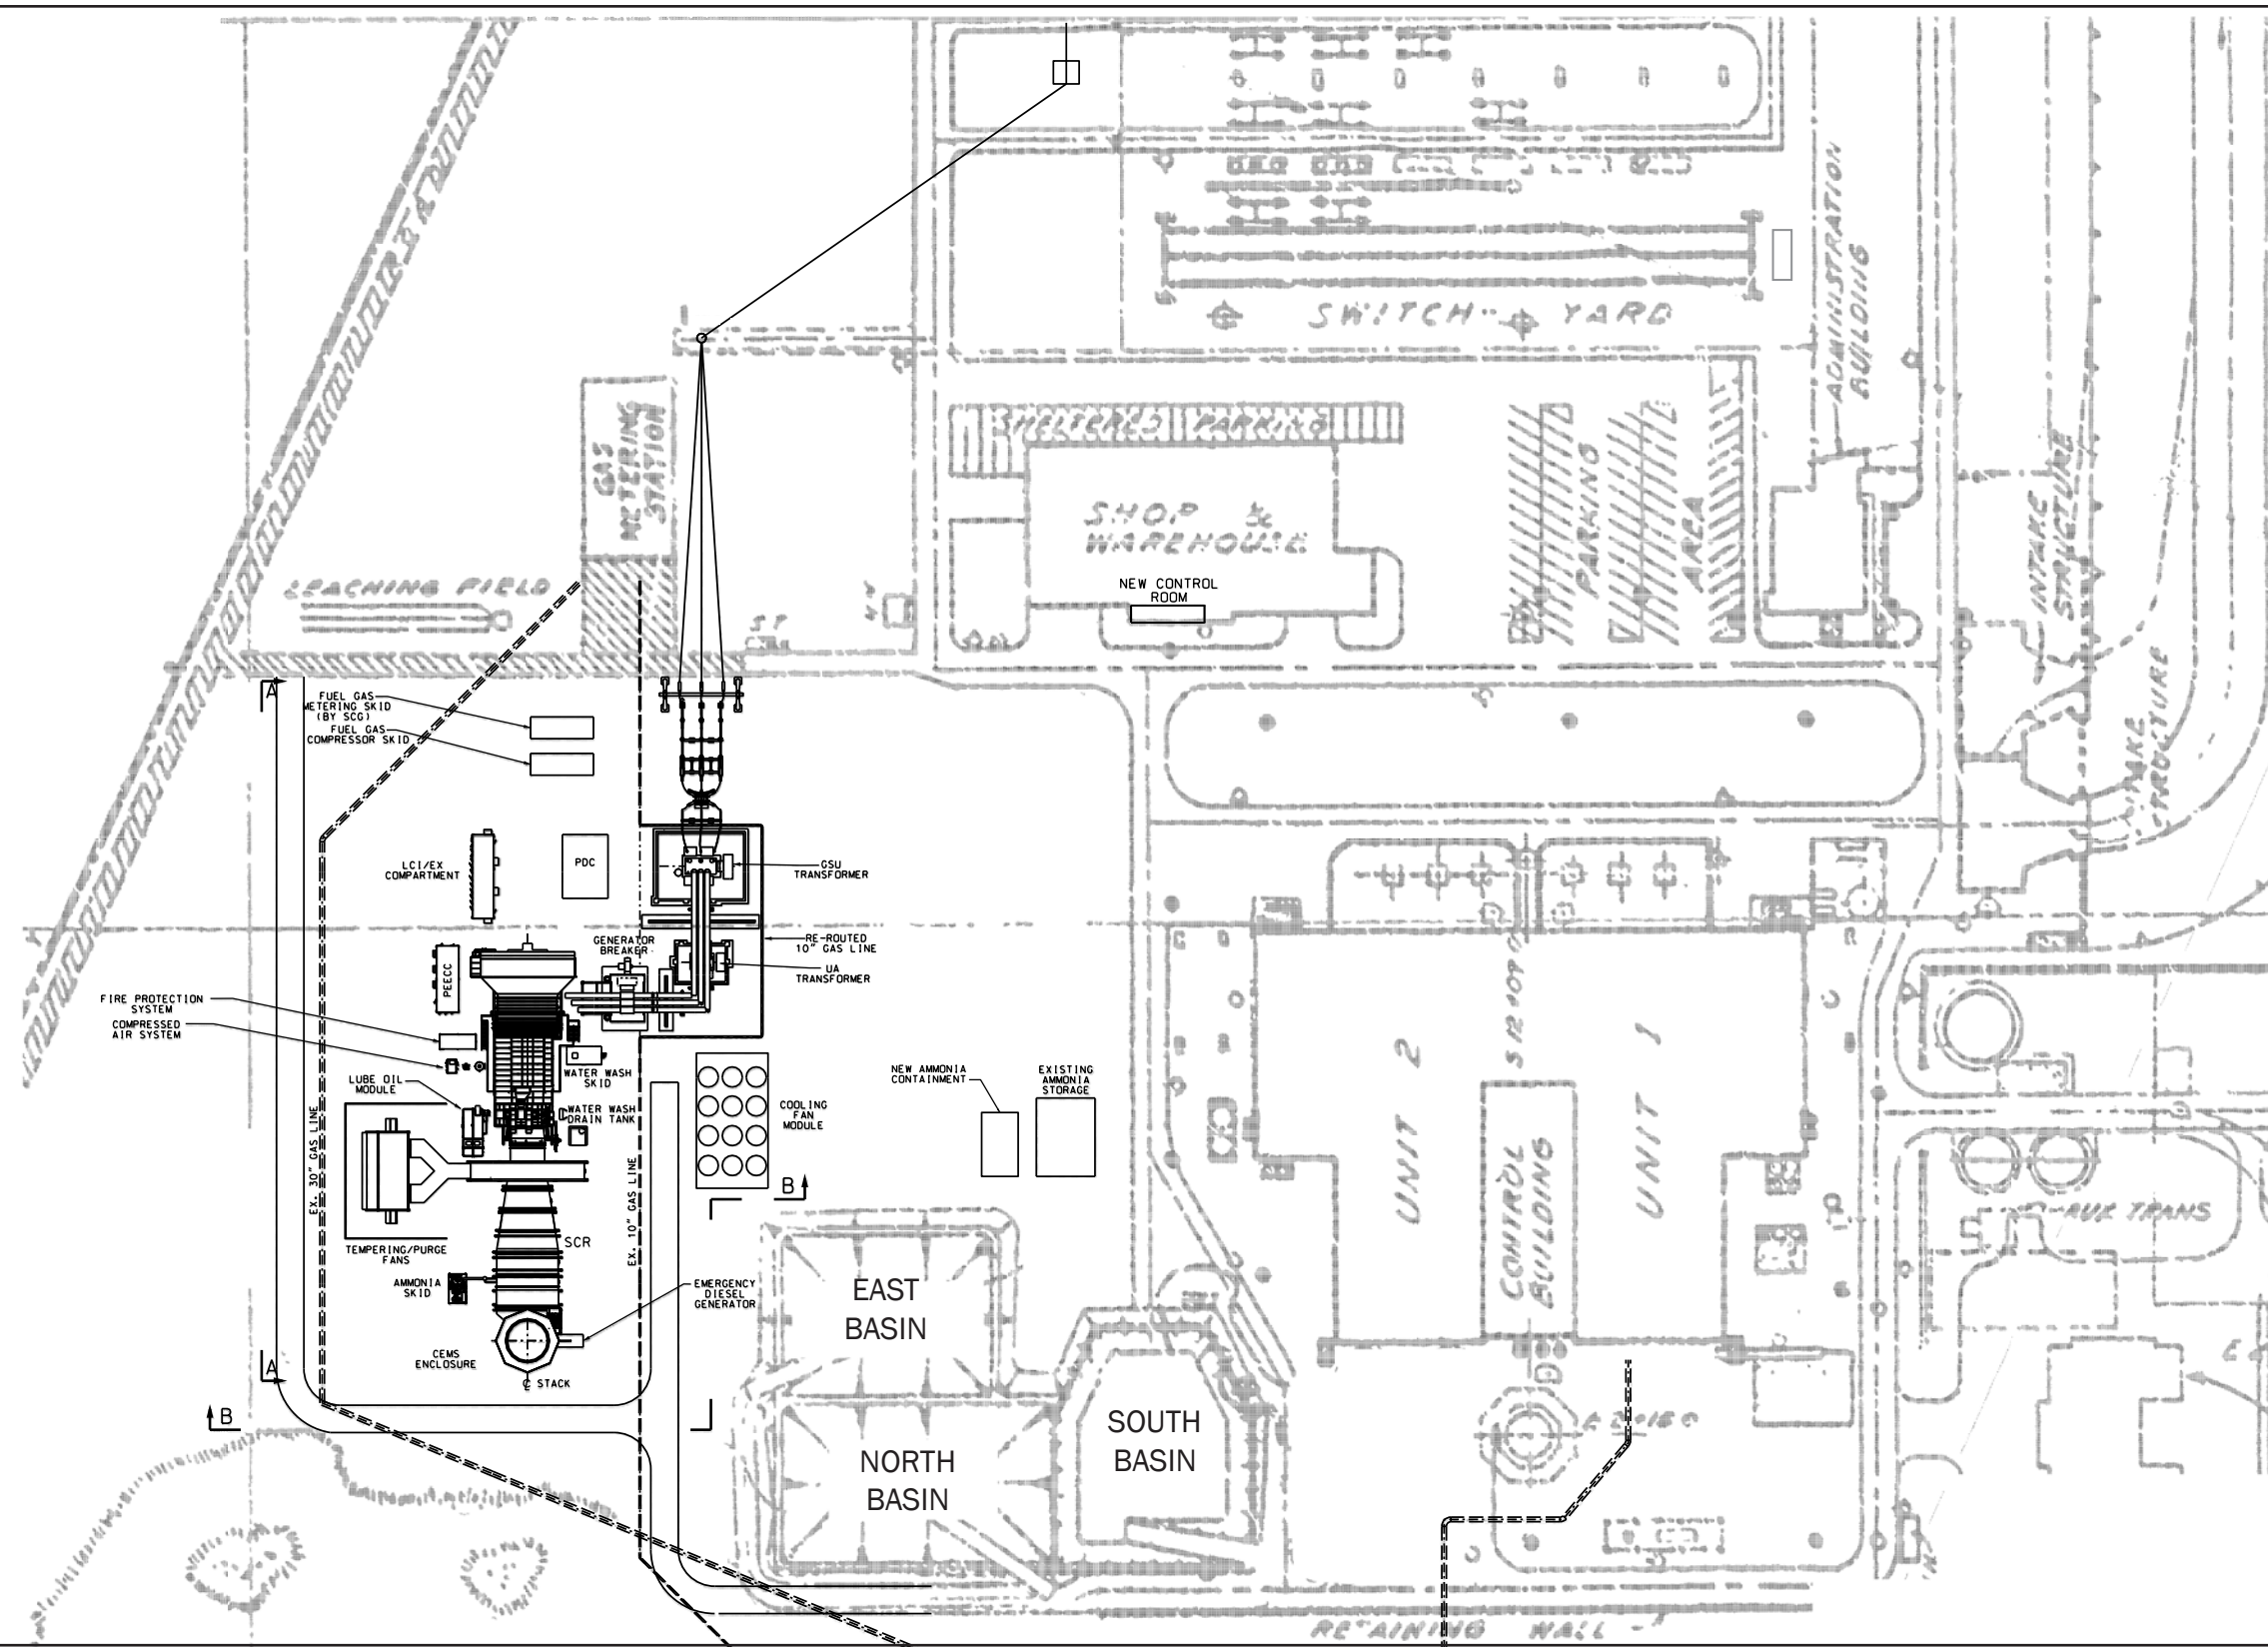 SWITCH YARD
ADMINISTRATION
BUILDING
GAS
METERING
STATION
SHELTERED PARKING
SHOP &
WAREHOUSE
PARKING
AREA
INTAKE
STRUCTURE
INTAKE
STRUCTURE
LEACHING FIELD
S T
NEW CONTROL
ROOM
A
FUEL GAS
METERING SKID
(BY SCG)
FUEL GAS
COMPRESSOR SKID
LCI/EX
COMPARTMENT
PDC
GSU
TRANSFORMER
GENERATOR
BREAKER
RE-ROUTED
10" GAS LINE
UA
TRANSFORMER
PEECC
FIRE PROTECTION
SYSTEM
COMPRESSED
AIR SYSTEM
WATER WASH
SKID
LUBE OIL
MODULE
WATER WASH
DRAIN TANK
COOLING
FAN
MODULE
NEW AMMONIA
CONTAINMENT
EXISTING
AMMONIA
STORAGE
UNIT 2
CONTROL
BUILDING
UNIT 1
AUX TRANS
EX. 30" GAS LINE
EX. 10" GAS LINE
B
SCR
TEMPERING/PURGE
FANS
AMMONIA
SKID
EMERGENCY
DIESEL
GENERATOR
CEMS
ENCLOSURE
℄ STACK
A
B
EAST
BASIN
NORTH
BASIN
SOUTH
BASIN
RETAINING WALL